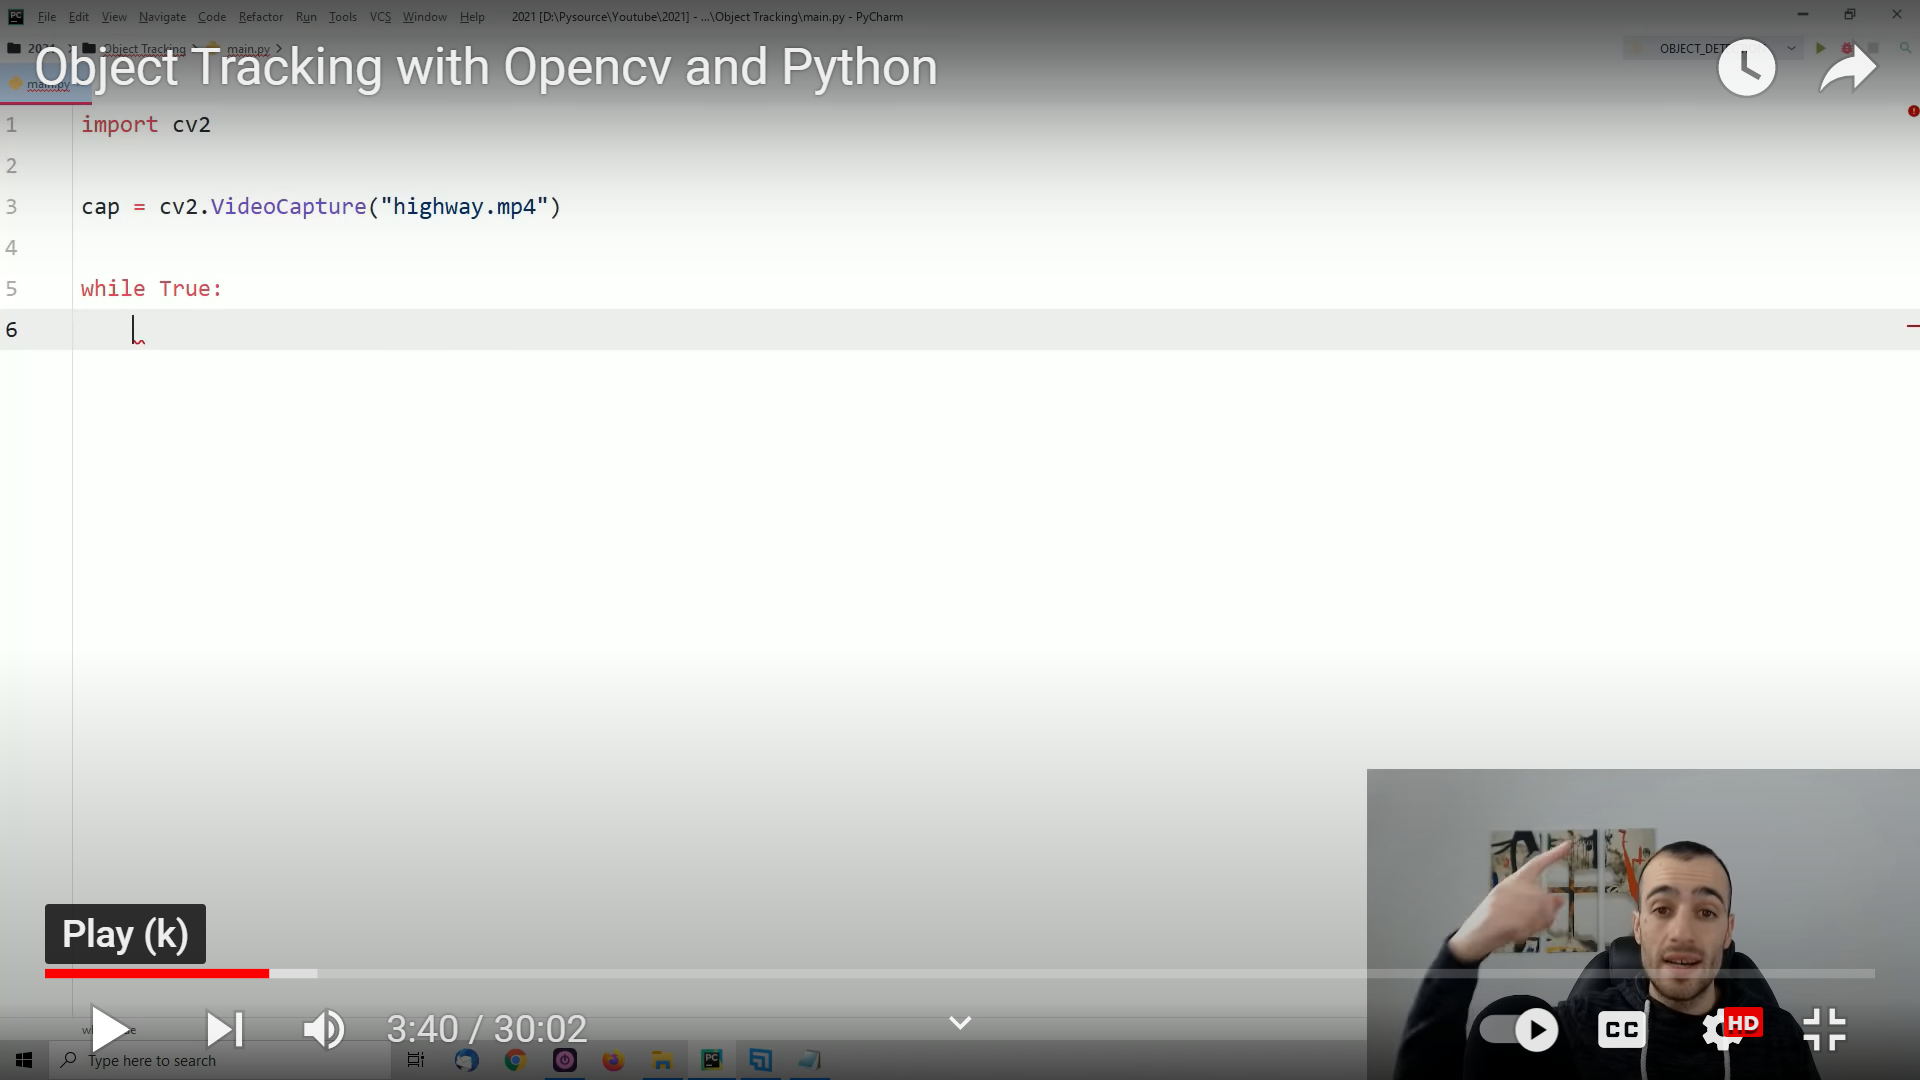 File Edit View Navigate Code Refactor Run Tools VCS Window Help 2021 [D:\Pysource\Youtube\2021] - ...\Object Tracking\main.py - PyCharm
Object Tracking main.py
Object Tracking with Opencv and Python
main.py
1 import cv2
2
3 cap = cv2.VideoCapture("highway.mp4")
4
5 while True:
6
Play (k)
3:40 / 30:02
CC
HD
Type here to search